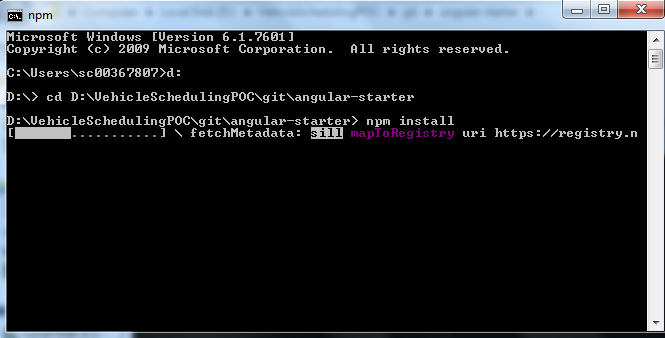 npm
Microsoft Windows [Version 6.1.7601]
Copyright (c) 2009 Microsoft Corporation.  All rights reserved.
C:\Users\sc00367807>d:
D:\> cd D:\VehicleSchedulingPOC\git\angular-starter
D:\VehicleSchedulingPOC\git\angular-starter> npm install
[       ...........] \ fetchMetadata: sill mapToRegistry uri https://registry.n